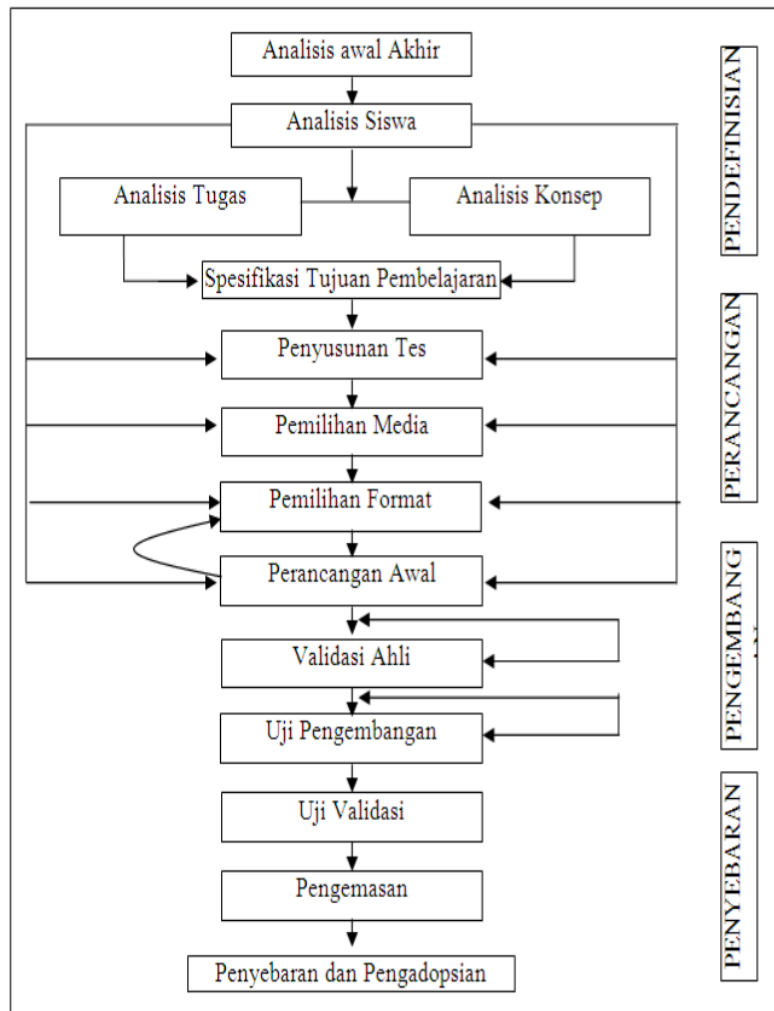 Analisis awal Akhir
Analisis Siswa
Analisis Tugas
Analisis Konsep
Spesifikasi Tujuan Pembelajaran
Penyusunan Tes
Pemilihan Media
Pemilihan Format
Perancangan Awal
Validasi Ahli
Uji Pengembangan
Uji Validasi
Pengemasan
Penyebaran dan Pengadopsian
PENDEFINISIAN
PERANCANGAN
PENGEMBANG
PENYEBARAN